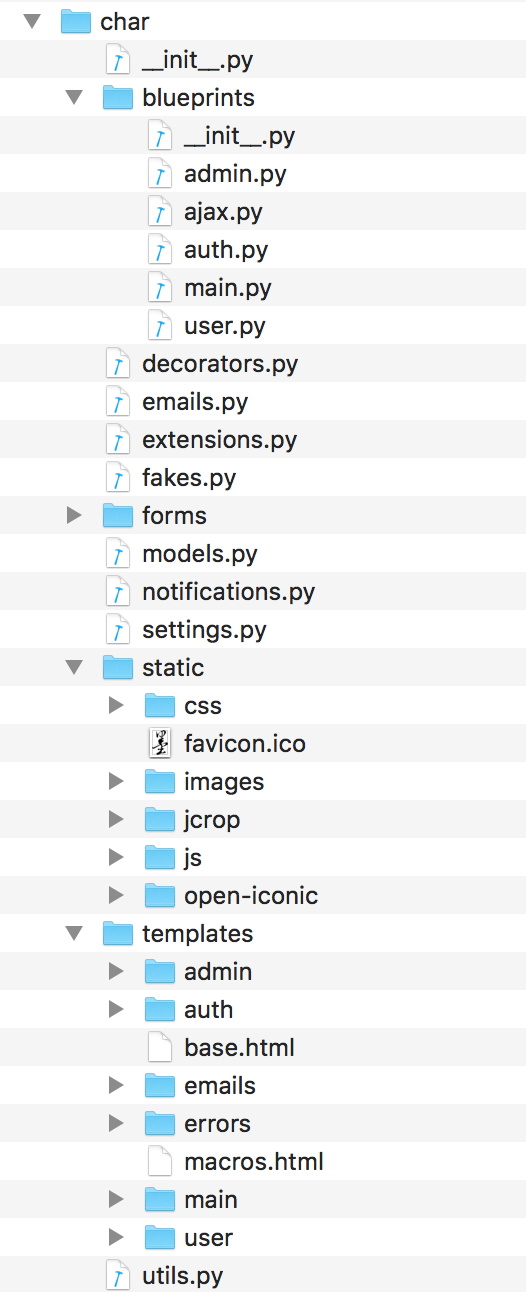 char
__init__.py
blueprints
__init__.py
admin.py
ajax.py
auth.py
main.py
user.py
decorators.py
emails.py
extensions.py
fakes.py
forms
models.py
notifications.py
settings.py
static
css
墨
favicon.ico
images
jcrop
js
open-iconic
templates
admin
auth
base.html
emails
errors
macros.html
main
user
utils.py